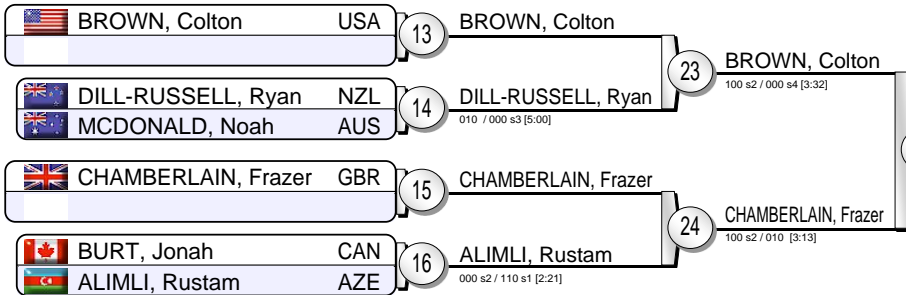 BROWN, Colton USA
13
BROWN, Colton
DILL-RUSSELL, Ryan NZL
MCDONALD, Noah AUS
14
DILL-RUSSELL, Ryan
010 / 000 s3 [5:00]
23
BROWN, Colton
100 s2 / 000 s4 [3:32]
CHAMBERLAIN, Frazer GBR
15
CHAMBERLAIN, Frazer
BURT, Jonah CAN
ALIMLI, Rustam AZE
16
ALIMLI, Rustam
000 s2 / 110 s1 [2:21]
24
CHAMBERLAIN, Frazer
100 s2 / 010 [3:13]